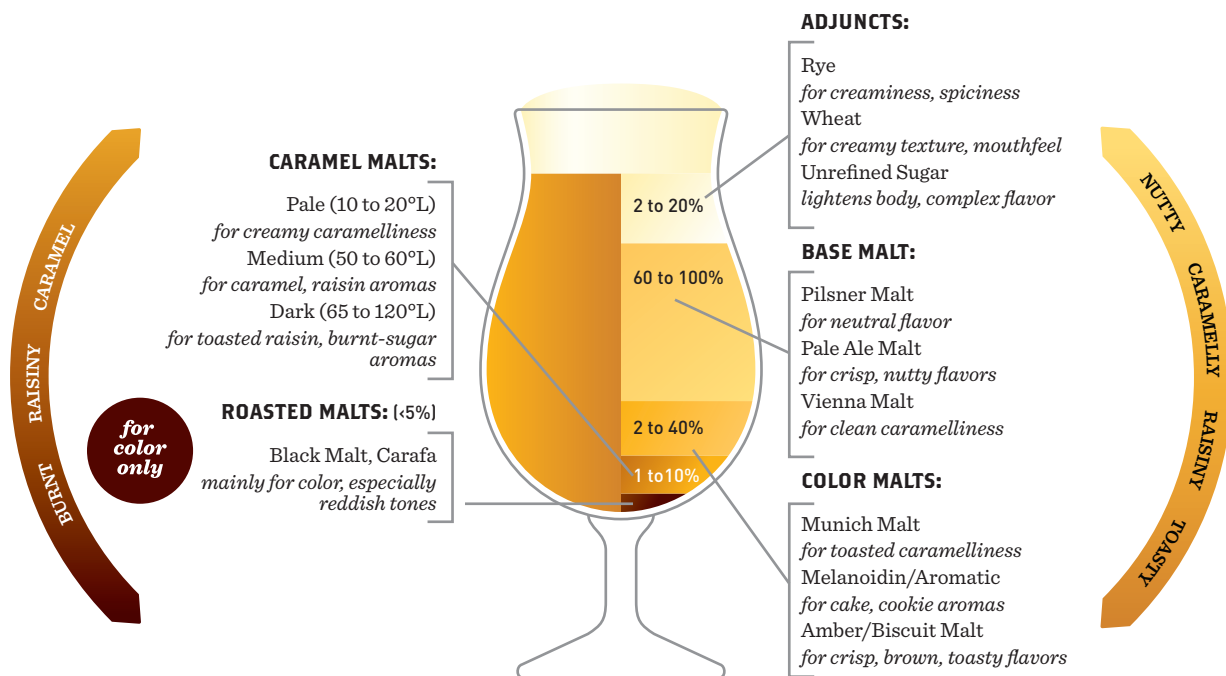 ADJUNCTS:
Rye
for creaminess, spiciness
Wheat
for creamy texture, mouthfeel
Unrefined Sugar
lightens body, complex flavor
CARAMEL MALTS:
Pale (10 to 20°L)
for creamy caramelliness
Medium (50 to 60°L)
for caramel, raisin aromas
Dark (65 to 120°L)
for toasted raisin, burnt-sugar
aromas
ROASTED MALTS: (<5%)
Black Malt, Carafa
mainly for color, especially
reddish tones
BASE MALT:
Pilsner Malt
for neutral flavor
Pale Ale Malt
for crisp, nutty flavors
Vienna Malt
for clean caramelliness
COLOR MALTS:
Munich Malt
for toasted caramelliness
Melanoidin/Aromatic
for cake, cookie aromas
Amber/Biscuit Malt
for crisp, brown, toasty flavors
2 to 20%
60 to 100%
2 to 40%
1 to10%
CARAMEL
RAISINY
BURNT
for
color
only
NUTTY
CARAMELLY
RAISINY
TOASTY